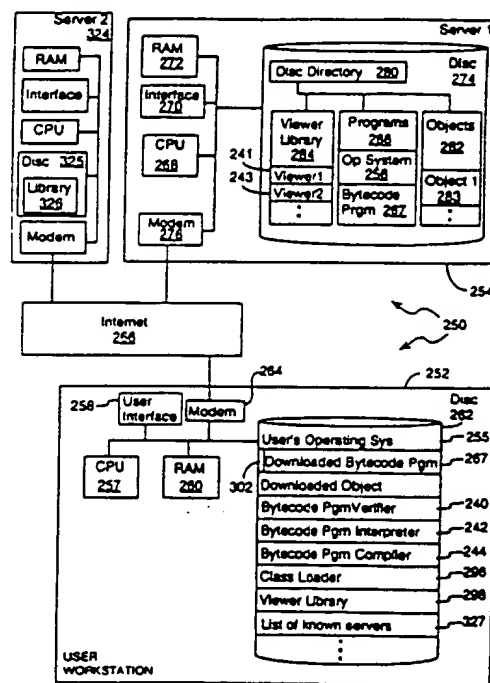 Server 2
324
RAM
Interface
CPU
Disc 325
Library
326
Modem
Server 1
RAM
272
Interface
270
CPU
268
Modem
276
Disc
274
Disc Directory 280
Viewer
Library
284
Viewer1
Viewer2
Programs
288
Op System
256
Bytecode
Prgm 267
Objects
282
Object 1
283
241
243
254
250
Internet
256
252
264
258
User
Interface
Modem
CPU
257
RAM
260
302
Disc
262
User's Operating Sys
255
Downloaded Bytecode Pgm
267
Downloaded Object
Bytecode PgmVerifier
240
Bytecode Pgm Interpreter
242
Bytecode Pgm Compiler
244
Class Loader
296
Viewer Library
298
List of known servers
327
USER
WORKSTATION